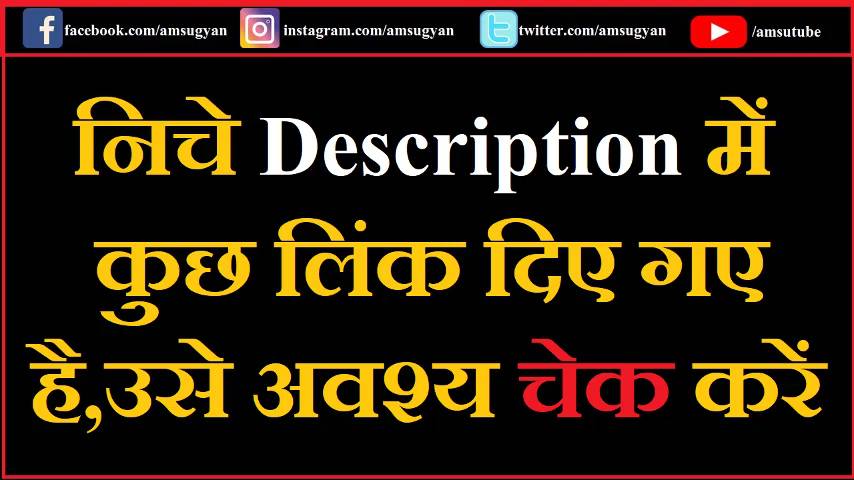 facebook.com/amsugyan instagram.com/amsugyan twitter.com/amsugyan /amsutube
निचे Description में
कुछ लिंक दिए गए
है,उसे अवश्य चेक करें